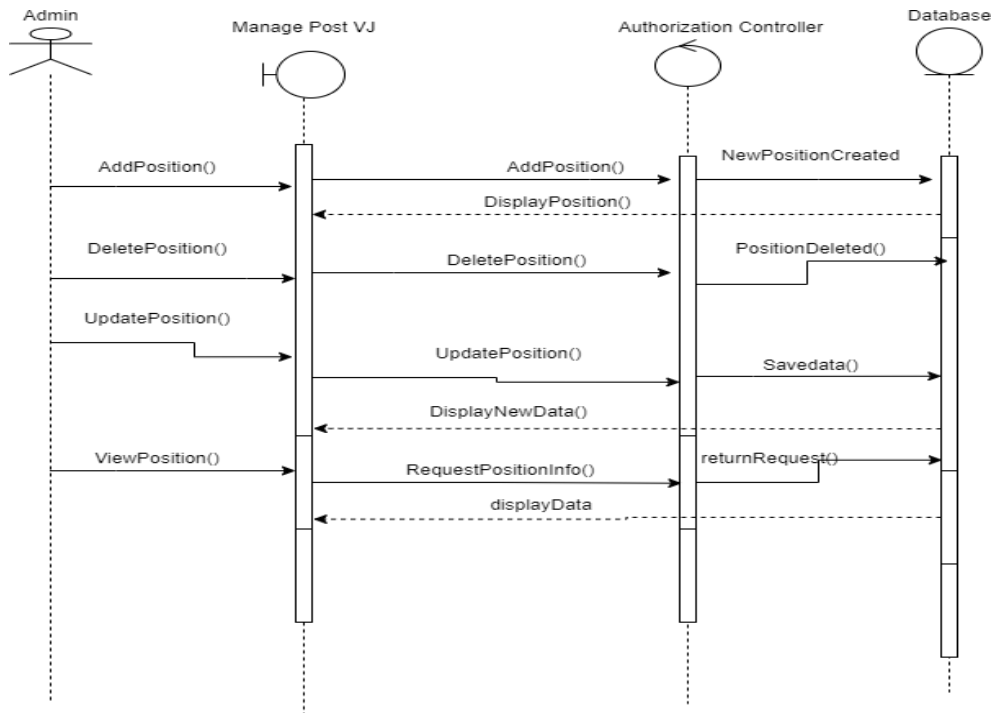 Admin
Manage Post VJ
Authorization Controller
Database
AddPosition()
AddPosition()
NewPositionCreated
DisplayPosition()
DeletePosition()
DeletePosition()
PositionDeleted()
UpdatePosition()
UpdatePosition()
Savedata()
DisplayNewData()
ViewPosition()
RequestPositionInfo()
returnRequest()
displayData